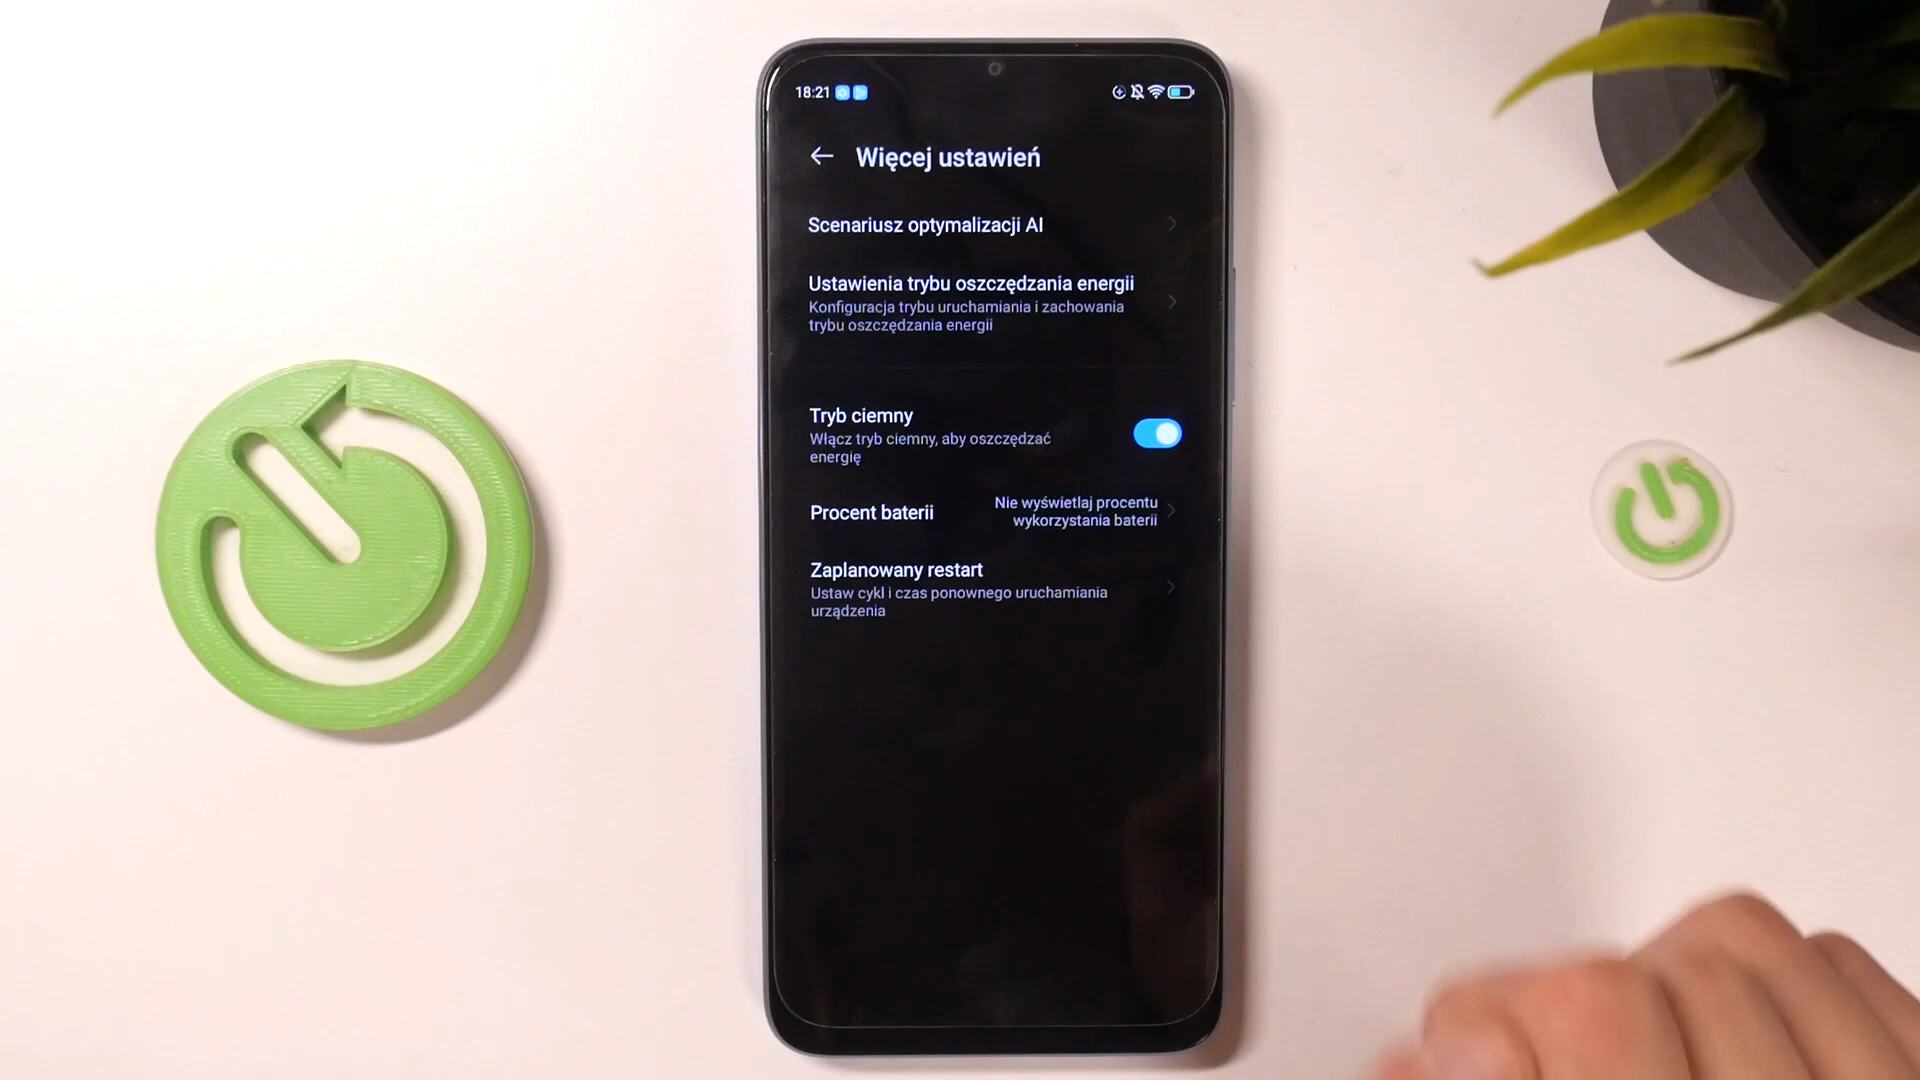 18:21
Więcej ustawień
Scenariusz optymalizacji AI
Ustawienia trybu oszczędzania energii
Konfiguracja trybu uruchamiania i zachowania
trybu oszczędzania energii
Tryb ciemny
Włącz tryb ciemny, aby oszczędzać
energię
Procent baterii
Nie wyświetlaj procentu
wykorzystania baterii
Zaplanowany restart
Ustaw cykl i czas ponownego uruchamiania
urządzenia